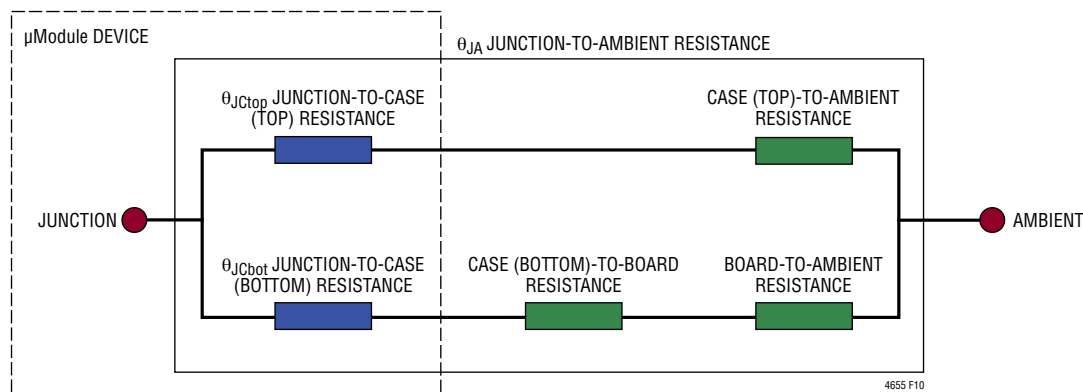 µModule DEVICE
θJA JUNCTION-TO-AMBIENT RESISTANCE
θJCtop JUNCTION-TO-CASE
(TOP) RESISTANCE
CASE (TOP)-TO-AMBIENT
RESISTANCE
JUNCTION
AMBIENT
θJCbot JUNCTION-TO-CASE
(BOTTOM) RESISTANCE
CASE (BOTTOM)-TO-BOARD
RESISTANCE
BOARD-TO-AMBIENT
RESISTANCE
4655 F10